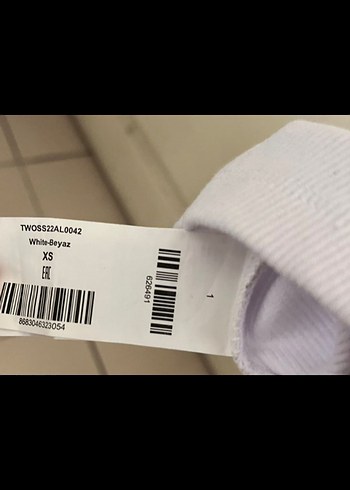 TWOSS22AL0042
White-Beyaz
XS
EAC
8683046323054
626491
1